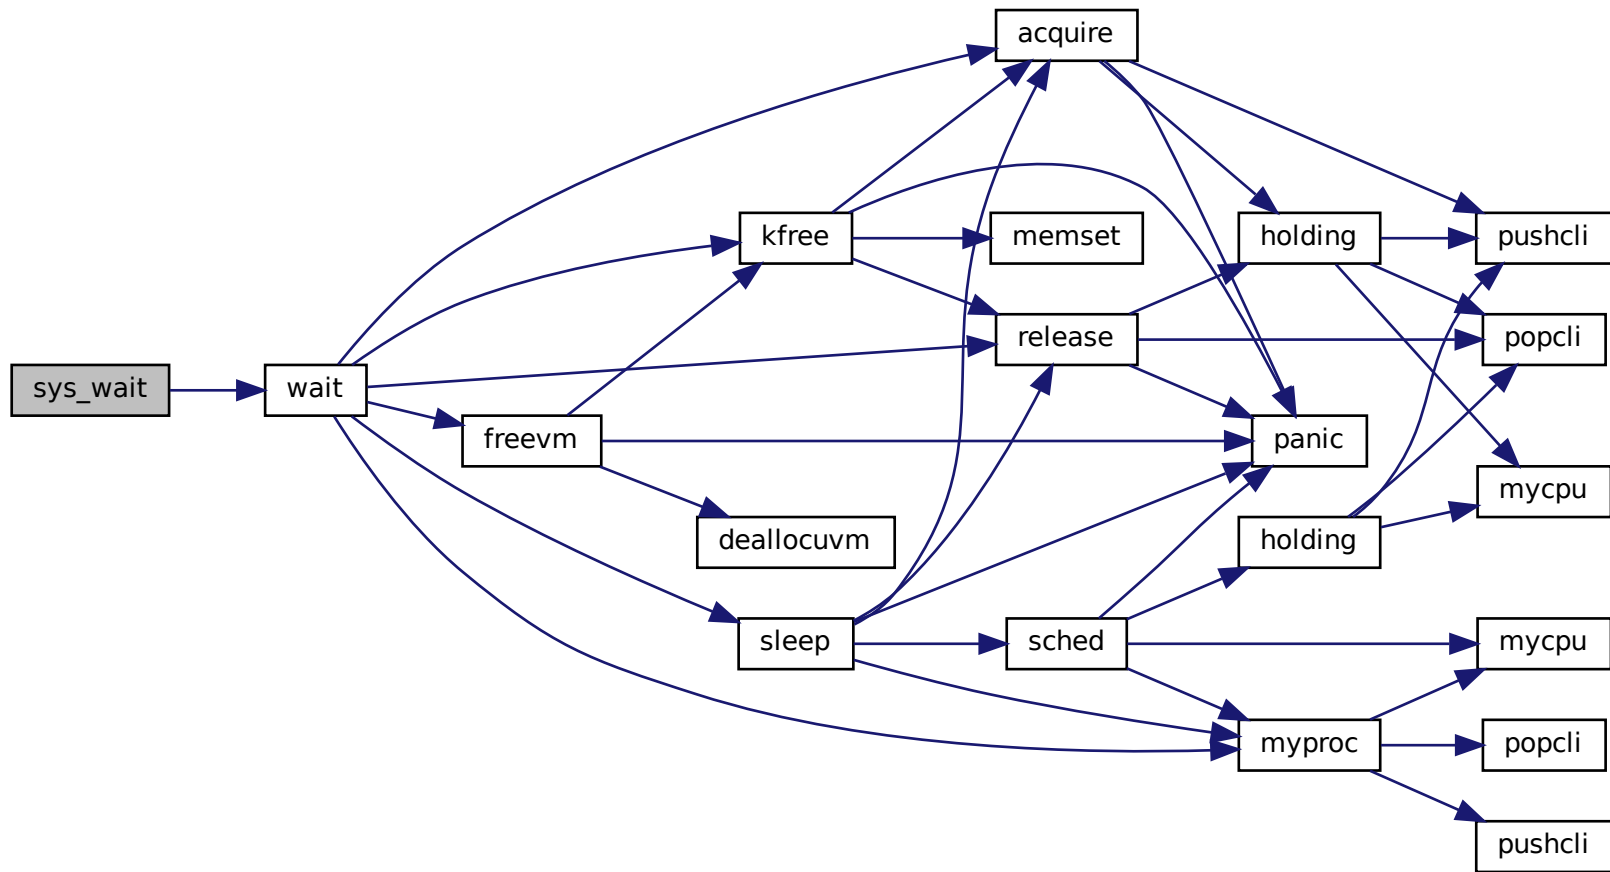 acquire
kfree
memset
holding
pushcli
release
popcli
sys_wait
wait
freevm
panic
mycpu
deallocuvm
holding
sleep
sched
mycpu
myproc
popcli
pushcli